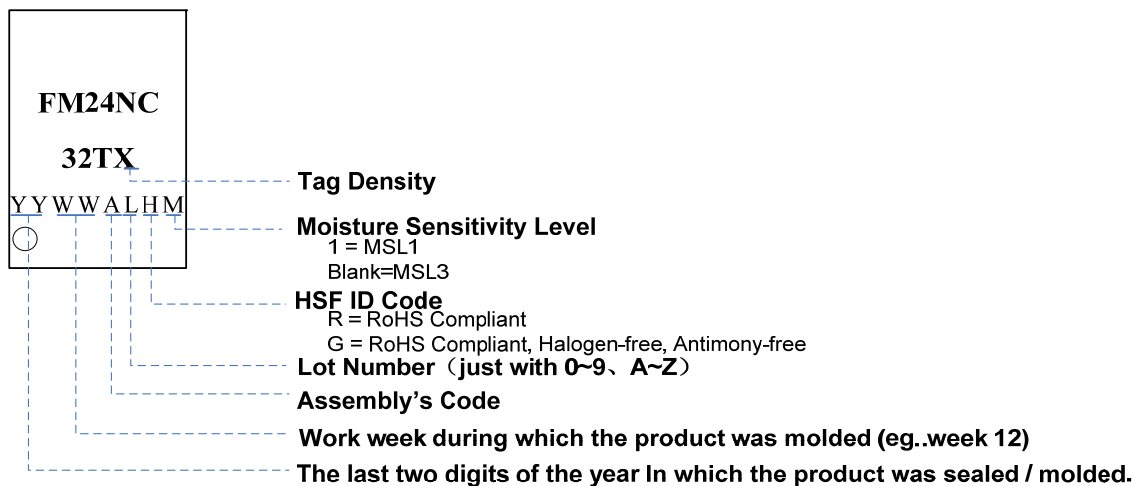 FM24NC
32TX
Tag Density
YYWWALHM
Moisture Sensitivity Level
1 = MSL1
Blank=MSL3
HSF ID Code
R = RoHS Compliant
G = RoHS Compliant, Halogen-free, Antimony-free
Lot Number（just with 0~9、A~Z）
Assembly’s Code
Work week during which the product was molded (eg..week 12)
The last two digits of the year In which the product was sealed / molded.